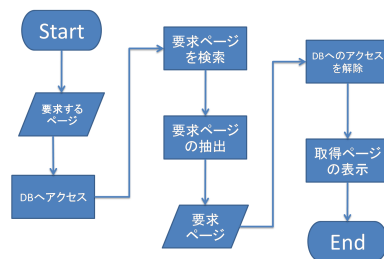 Start
要求する
ページ
DBへアクセス
要求ページ
を検索
要求ページ
の抽出
要求
ページ
DBへのアクセス
を解除
取得ページ
の表示
End